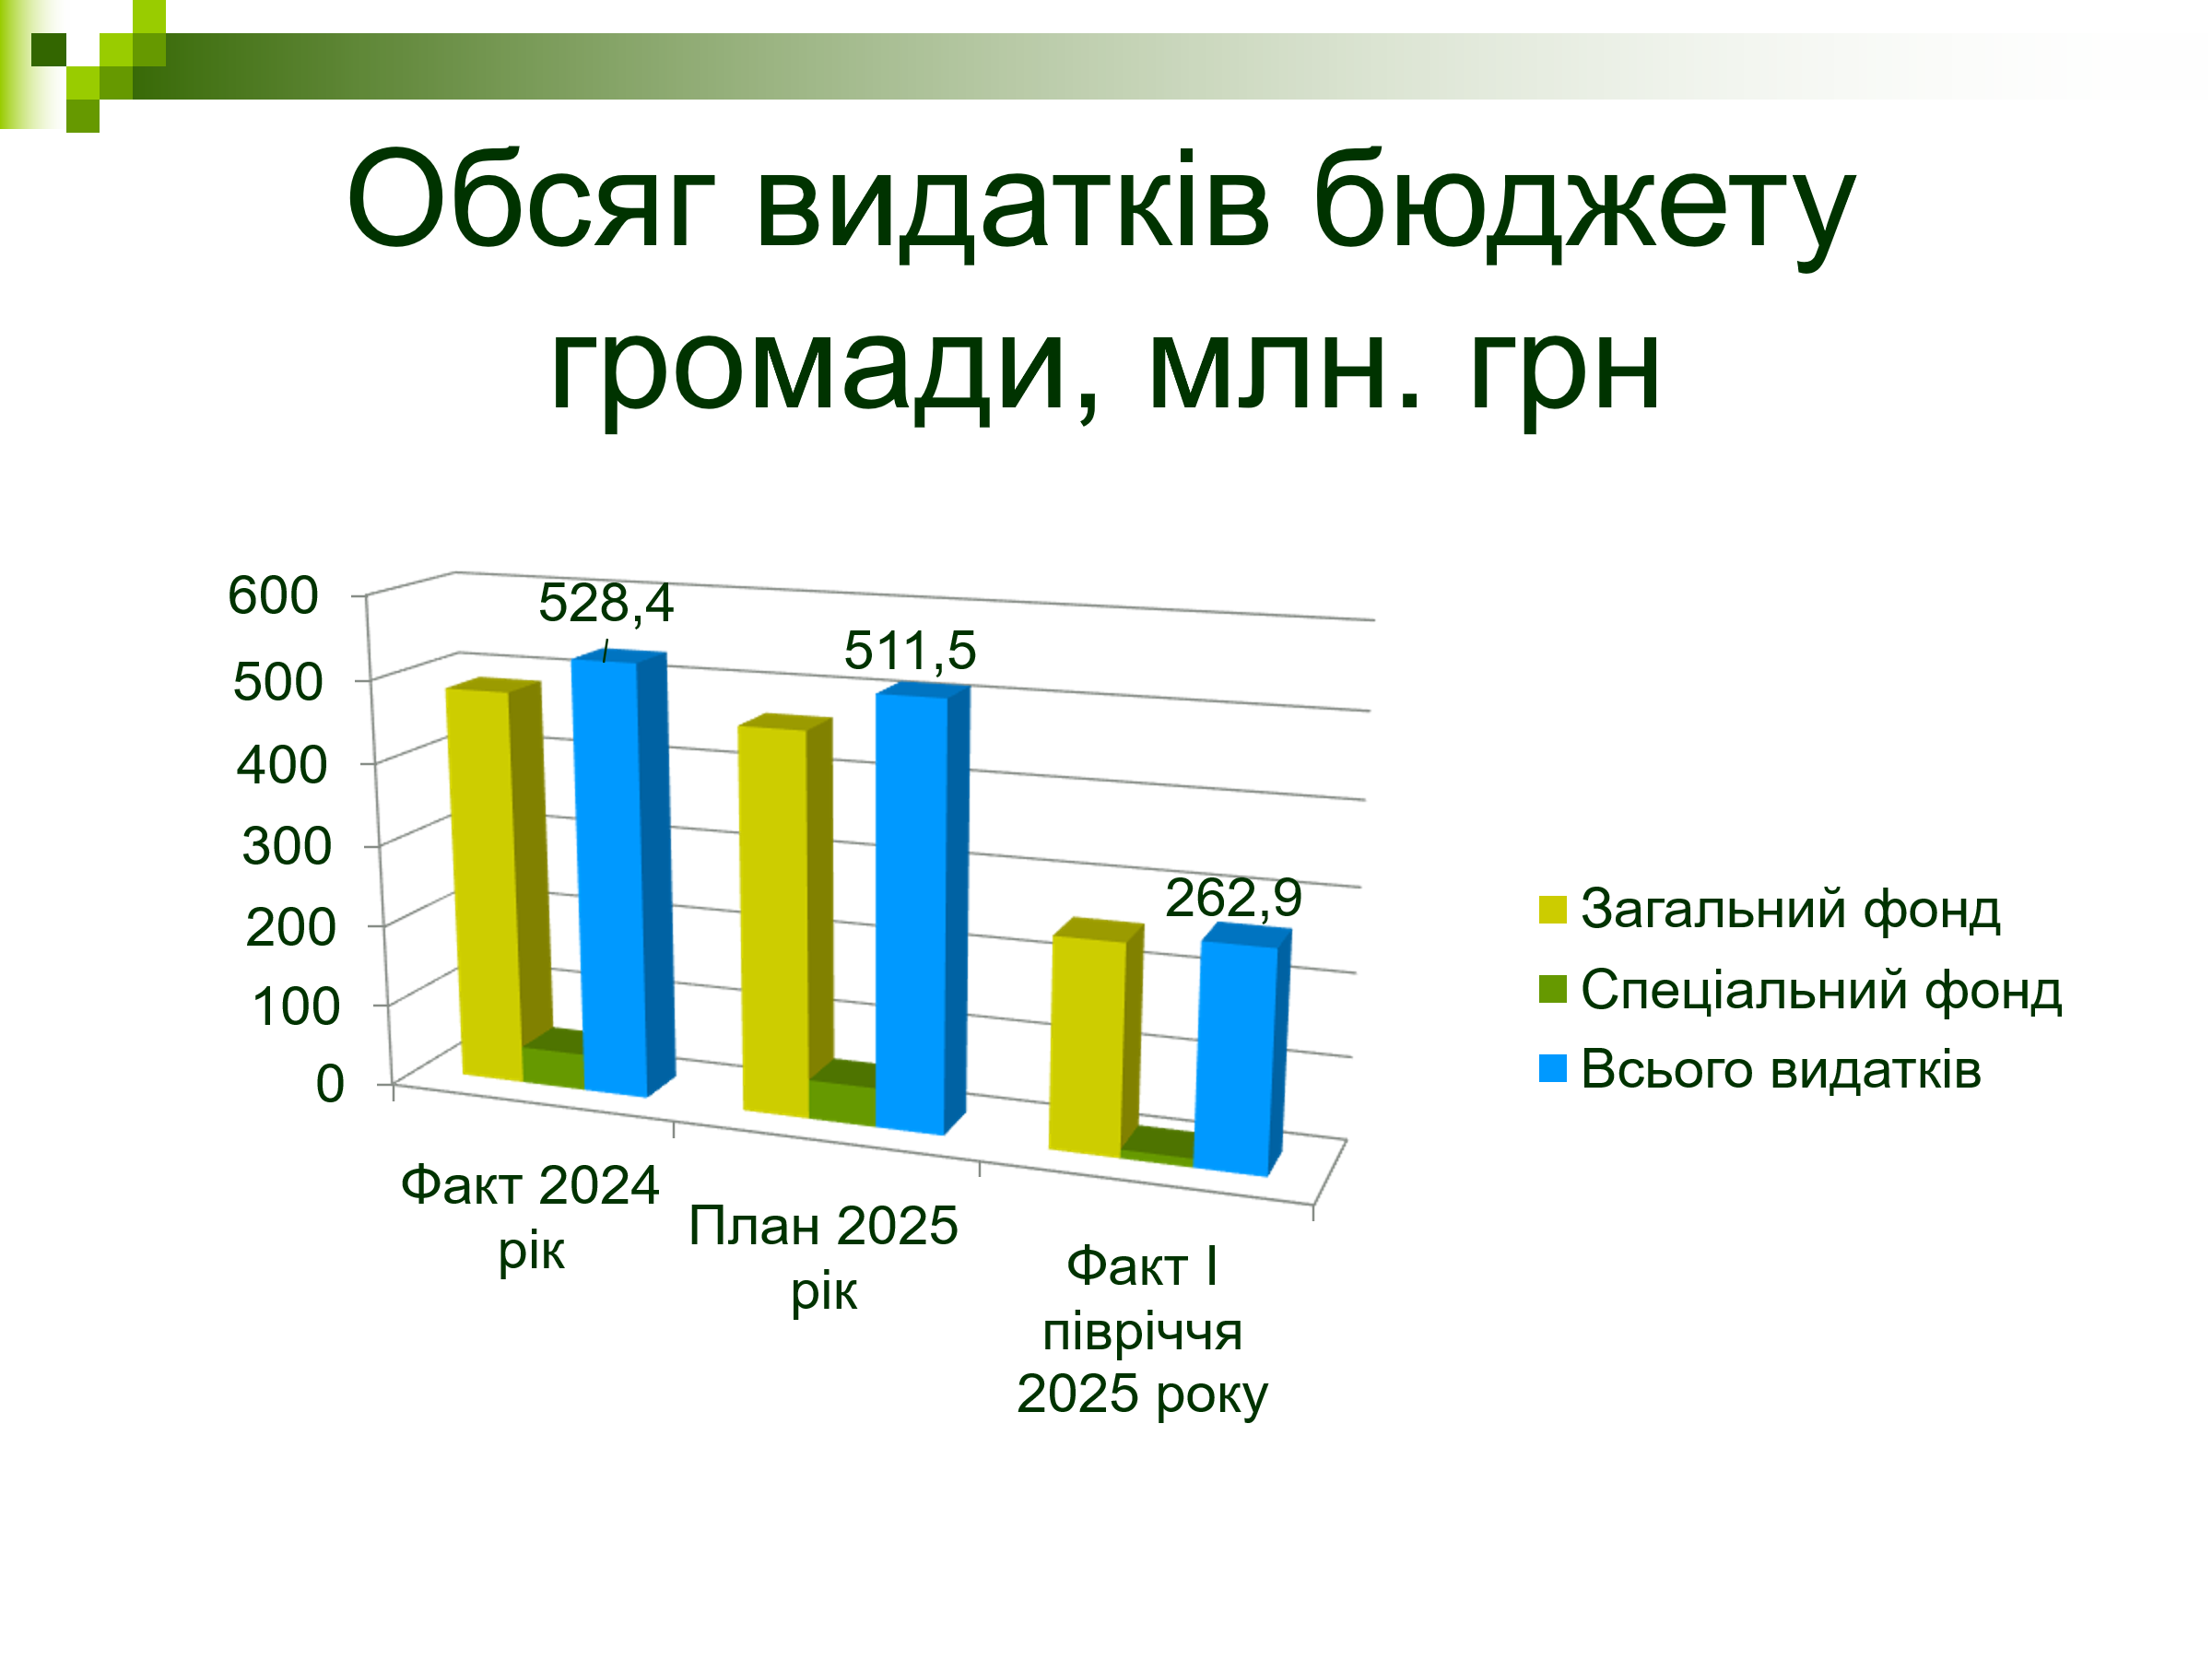 Обсяг видатків бюджету
громади, млн. грн
600
500
400
300
200
100
0
528,4
511,5
262,9
Факт 2024
рік
План 2025
рік
Факт І
півріччя
2025 року
Загальний фонд
Спеціальний фонд
Всього видатків